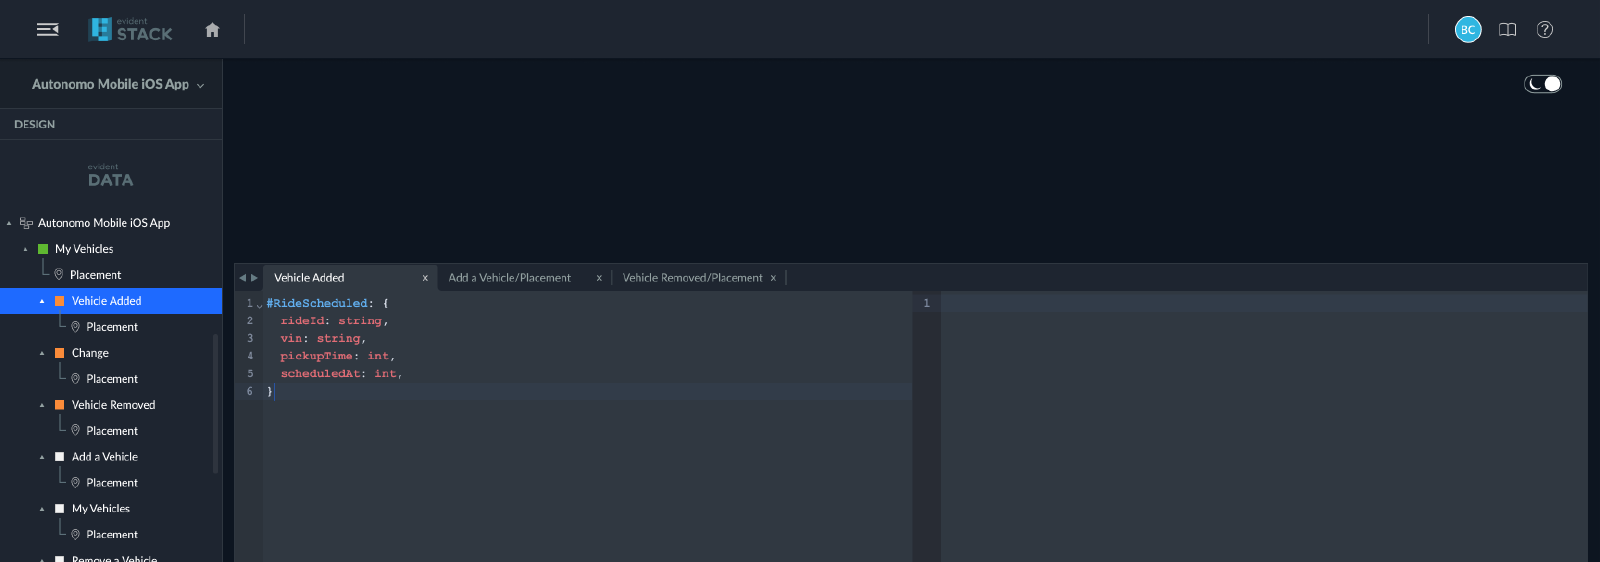 evident
STACK
BC
Autonomo Mobile iOS App
DESIGN
evident
DATA
Autonomo Mobile iOS App
My Vehicles
Placement
Vehicle Added
Placement
Change
Placement
Vehicle Removed
Placement
Add a Vehicle
Placement
My Vehicles
Placement
Remove a Vehicle
Vehicle Added x Add a Vehicle/Placement x Vehicle Removed/Placement x
1 #RideScheduled: {
2 rideId: string,
3 vin: string,
4 pickupTime: int,
5 scheduledAt: int,
6 }
1